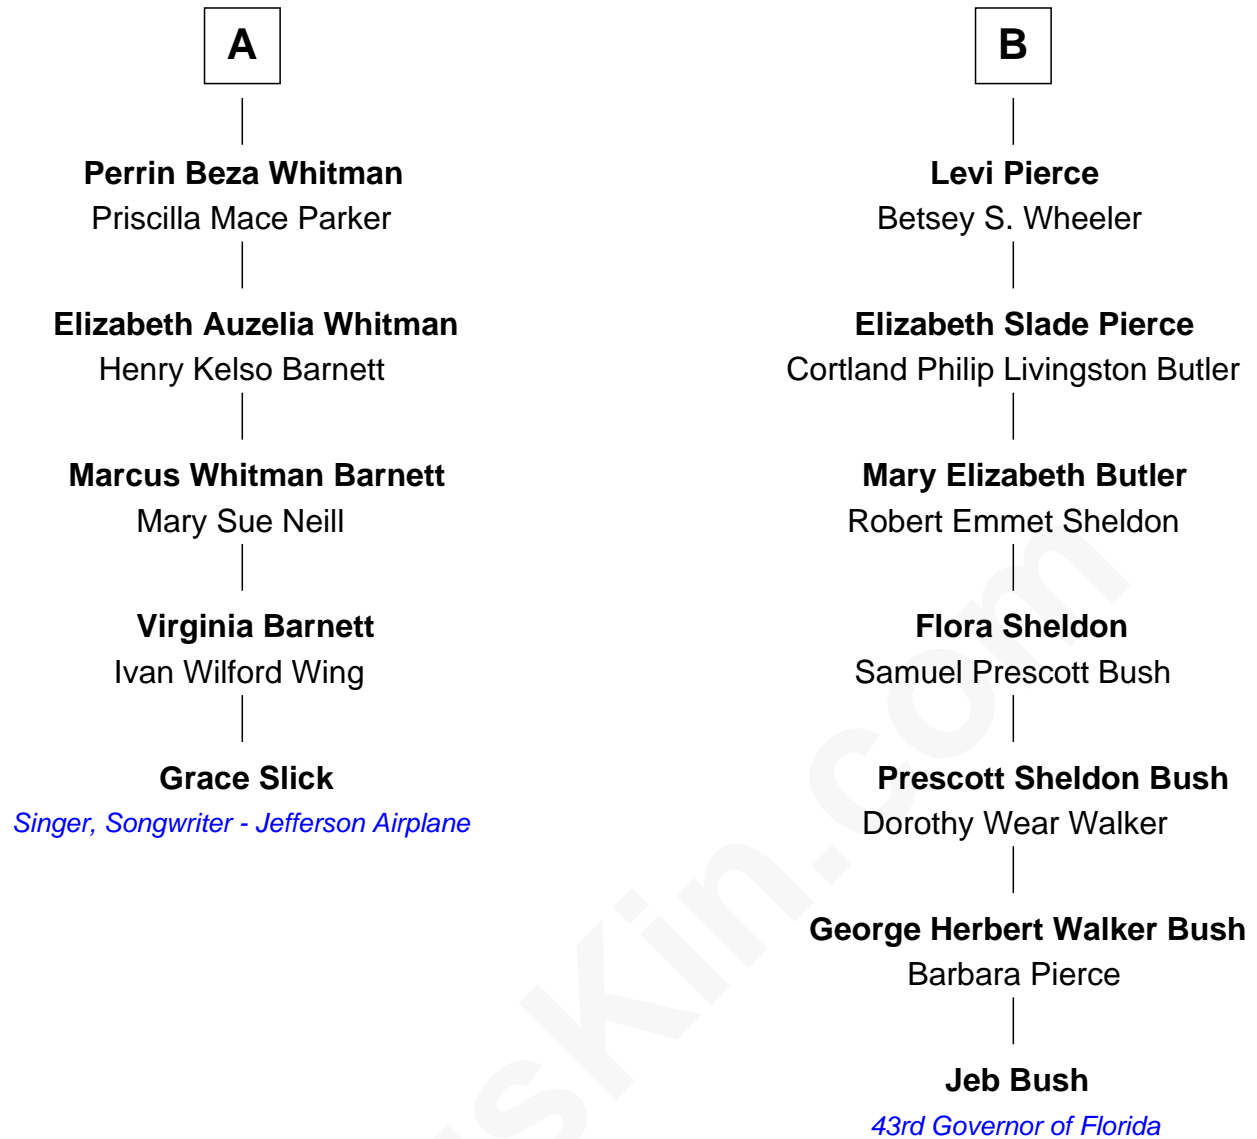 A
Perrin Beza Whitman
Priscilla Mace Parker
Elizabeth Auzelia Whitman
Henry Kelso Barnett
Marcus Whitman Barnett
Mary Sue Neill
Virginia Barnett
Ivan Wilford Wing
Grace Slick
Singer, Songwriter - Jefferson Airplane
B
Levi Pierce
Betsey S. Wheeler
Elizabeth Slade Pierce
Cortland Philip Livingston Butler
Mary Elizabeth Butler
Robert Emmet Sheldon
Flora Sheldon
Samuel Prescott Bush
Prescott Sheldon Bush
Dorothy Wear Walker
George Herbert Walker Bush
Barbara Pierce
Jeb Bush
43rd Governor of Florida
sKin.com